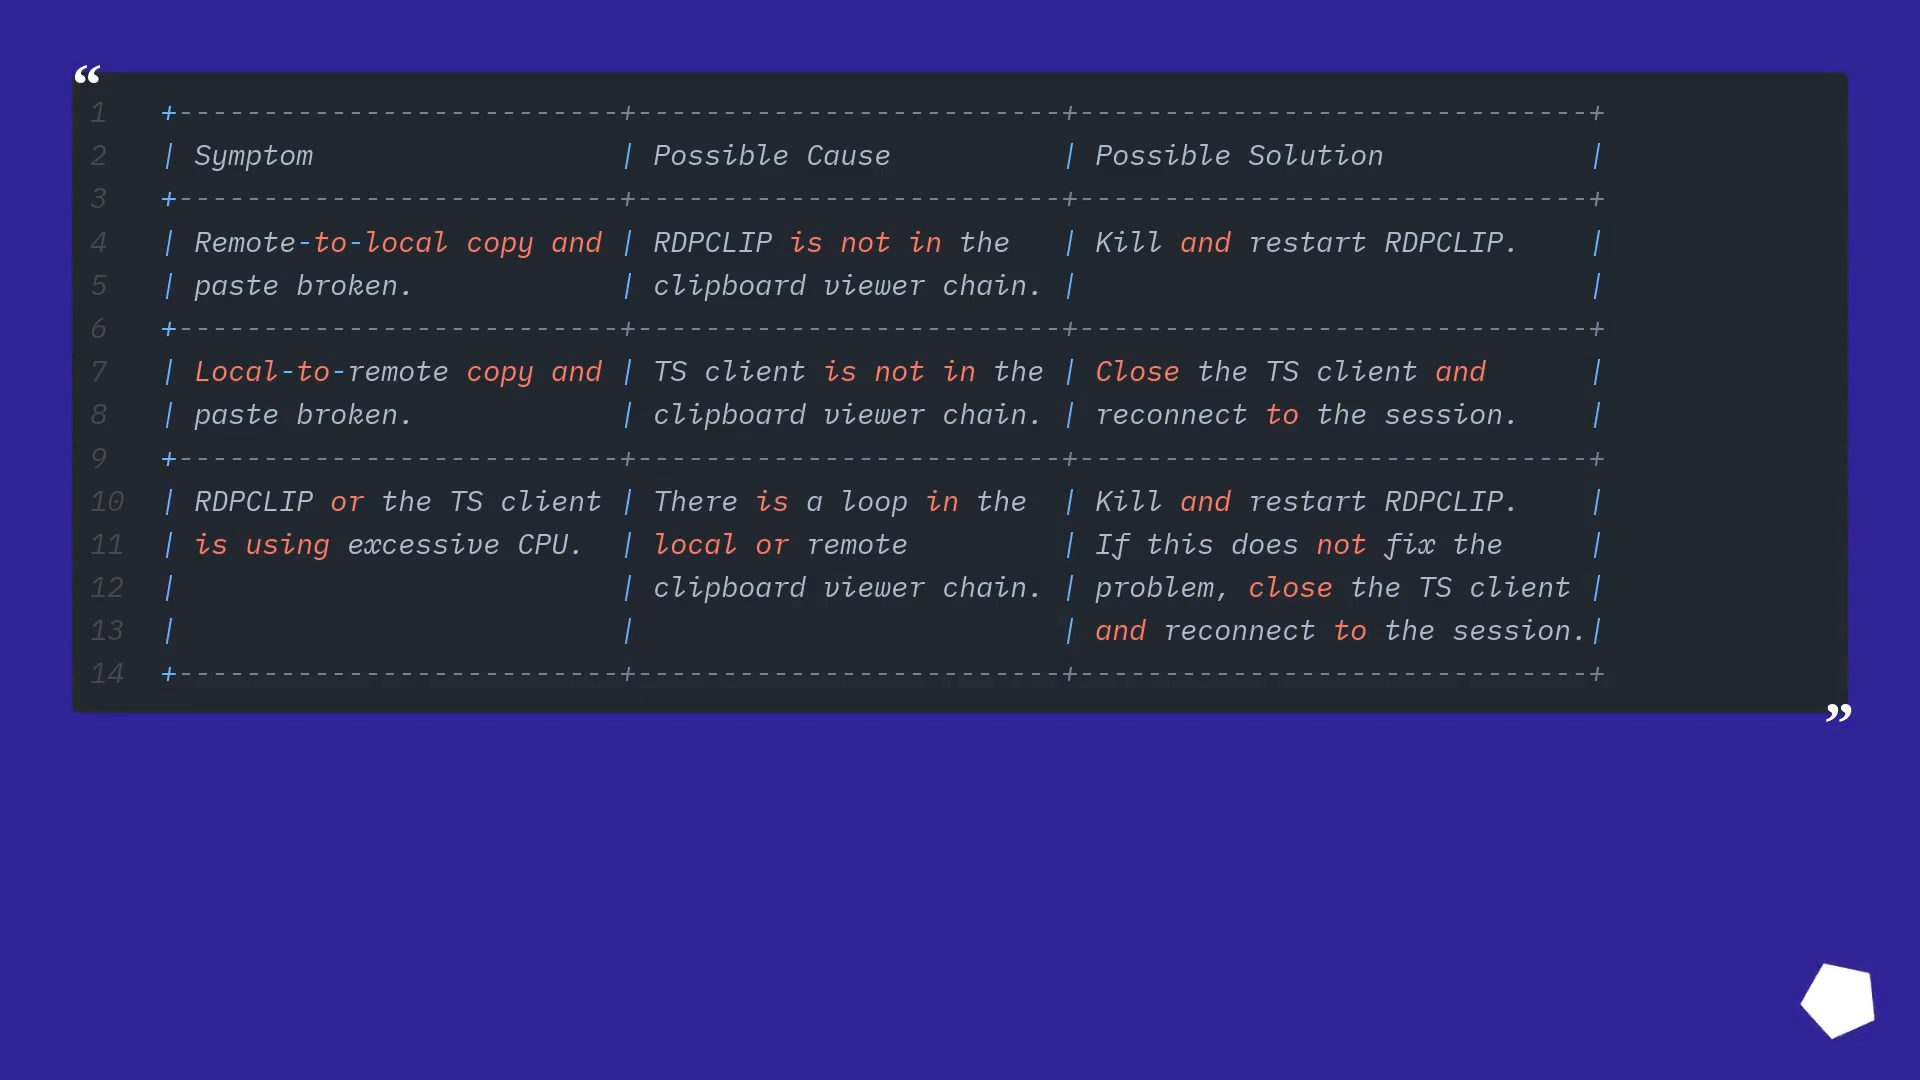 “
1 +--------------------------+-------------------------+------------------------------+
2 | Symptom                  | Possible Cause          | Possible Solution            |
3 +--------------------------+-------------------------+------------------------------+
4 | Remote-to-local copy and | RDPCLIP is not in the   | Kill and restart RDPCLIP.    |
5 | paste broken.            | clipboard viewer chain. |                              |
6 +--------------------------+-------------------------+------------------------------+
7 | Local-to-remote copy and | TS client is not in the | Close the TS client and      |
8 | paste broken.            | clipboard viewer chain. | reconnect to the session.    |
9 +--------------------------+-------------------------+------------------------------+
10 | RDPCLIP or the TS client | There is a loop in the  | Kill and restart RDPCLIP.    |
11 | is using excessive CPU.  | local or remote         | If this does not fix the     |
12 |                          | clipboard viewer chain. | problem, close the TS client |
13 |                          |                         | and reconnect to the session.|
14 +--------------------------+-------------------------+------------------------------+
”